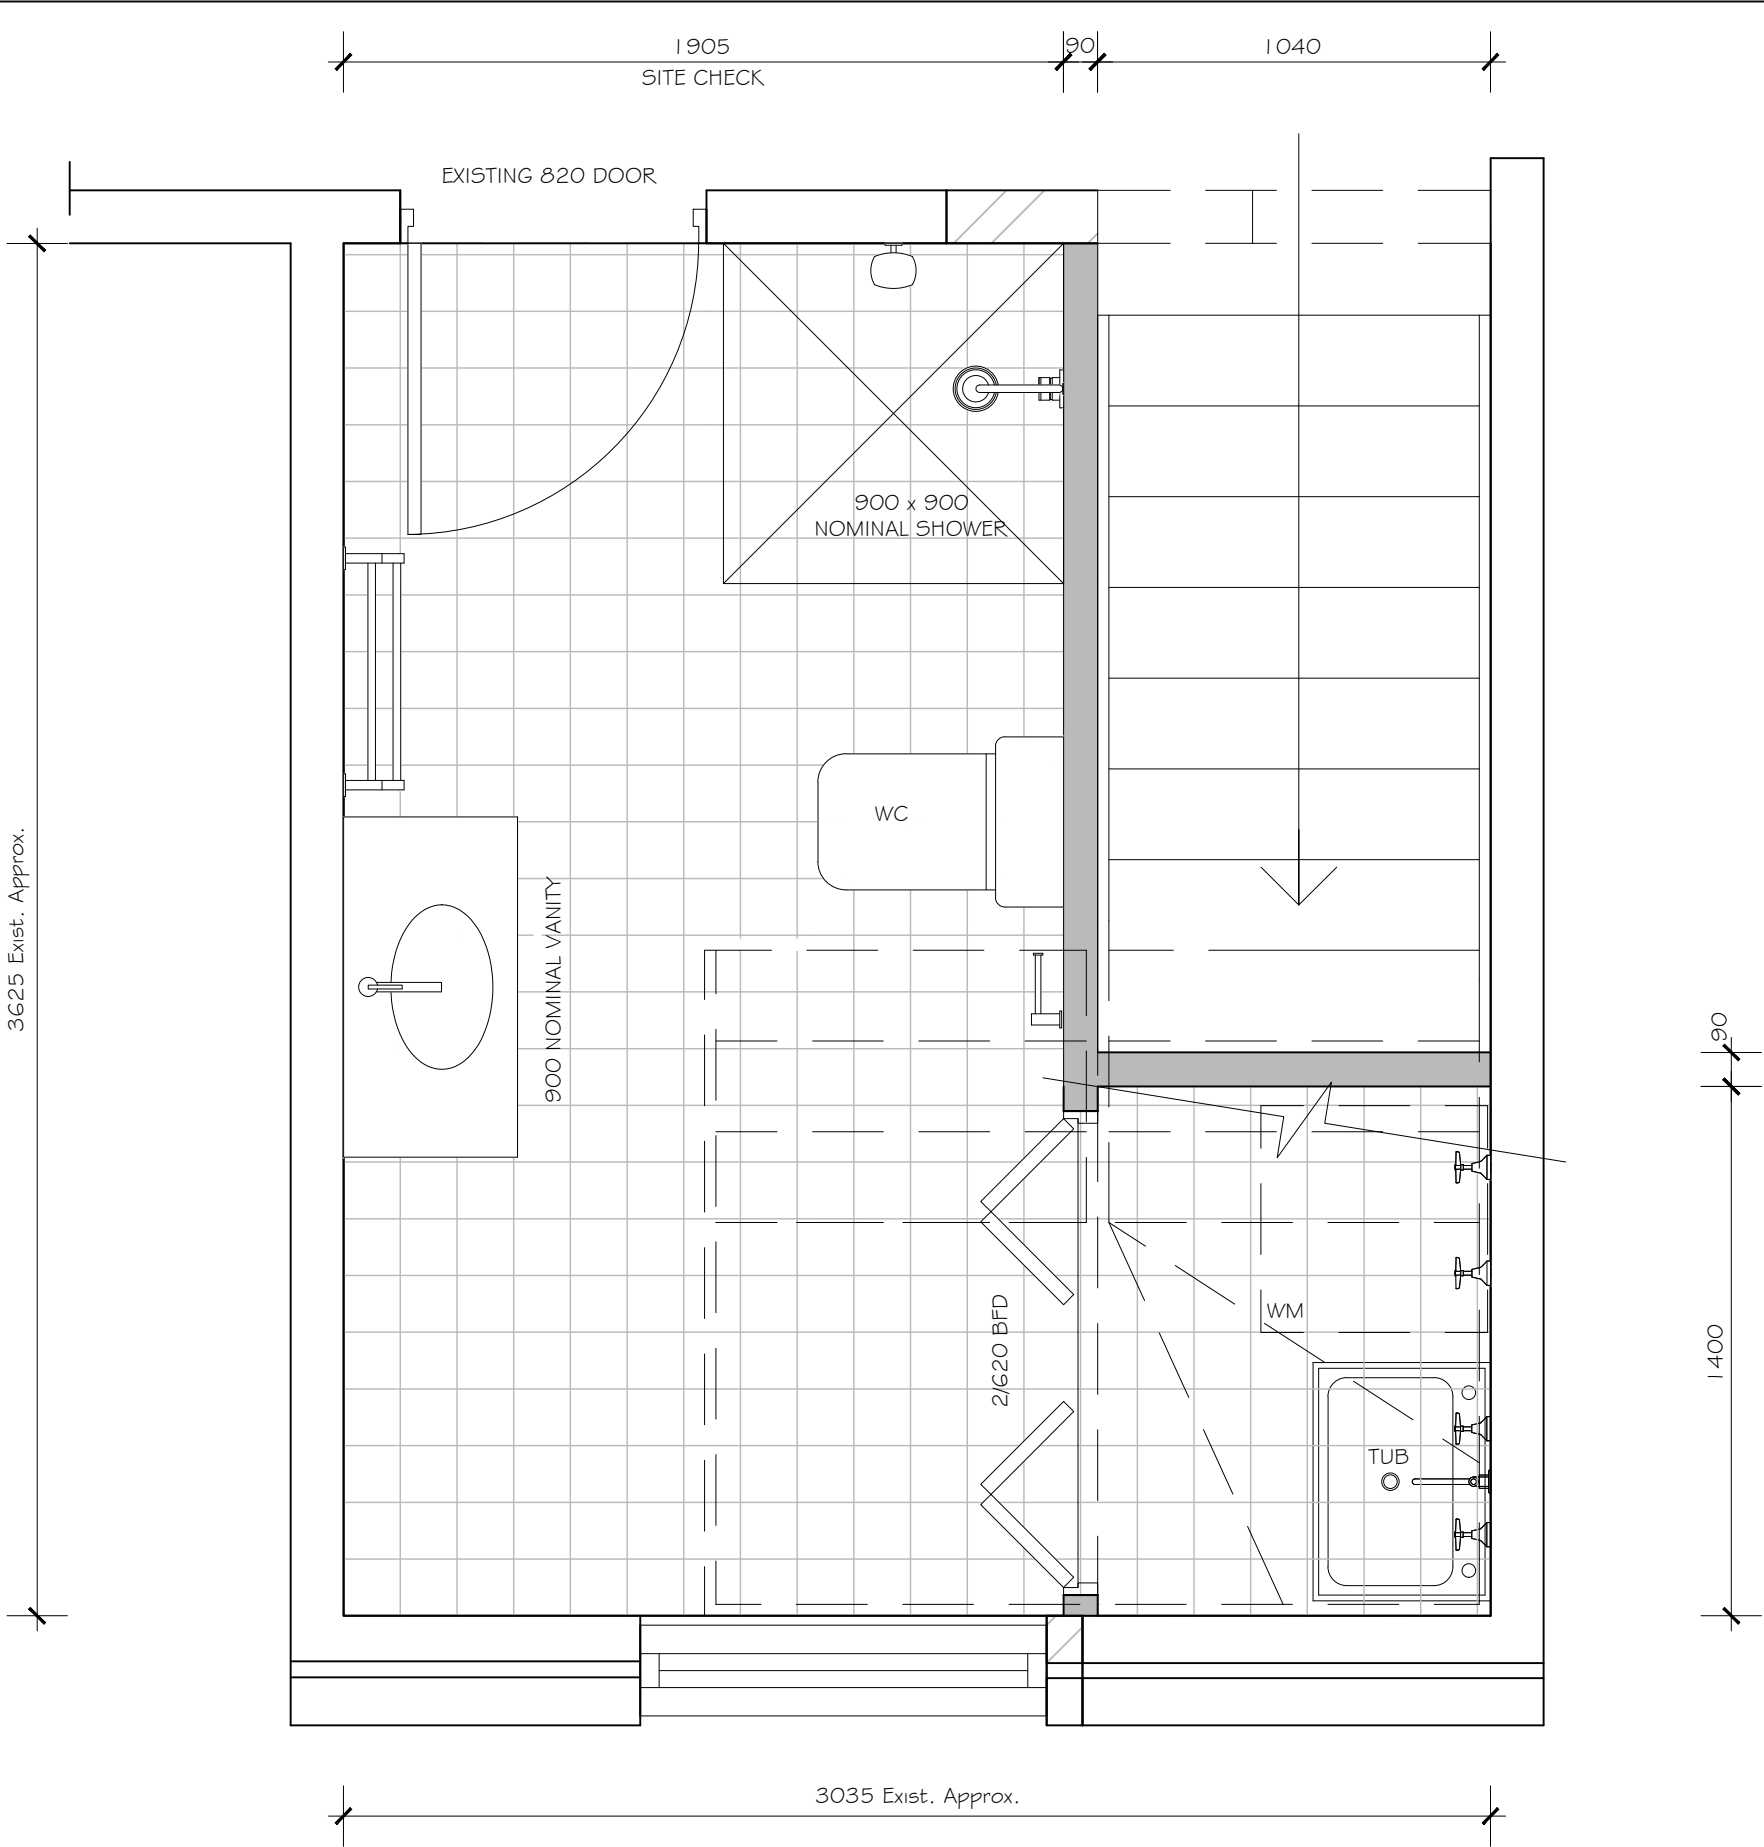 1905
90
1040
SITE CHECK
EXISTING 820 DOOR
900 x 900
NOMINAL SHOWER
WC
3625 Exist. Approx.
900 NOMINAL VANITY
90
2/620 BFD
WM
1400
TUB
3035 Exist. Approx.